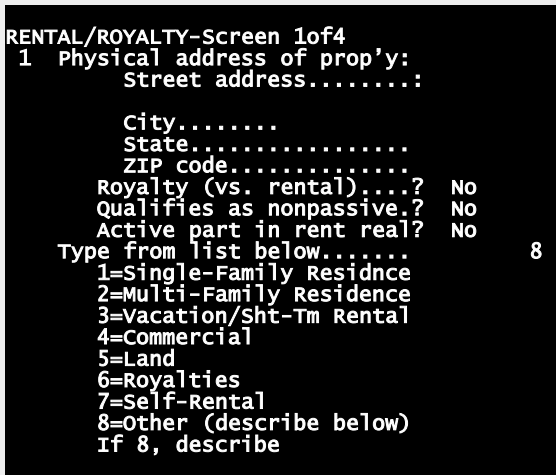 RENTAL/ROYALTY-Screen 1of4
1 Physical address of prop'y:
Street address........:
City........
State.................
ZIP code..............
Royalty (vs. rental)....? No
Qualifies as nonpassive.? No
Active part in rent real? No
Type from list below....... 8
1=Single-Family Residnce
2=Multi-Family Residence
3=Vacation/Sht-Tm Rental
4=Commercial
5=Land
6=Royalties
7=Self-Rental
8=Other (describe below)
If 8, describe